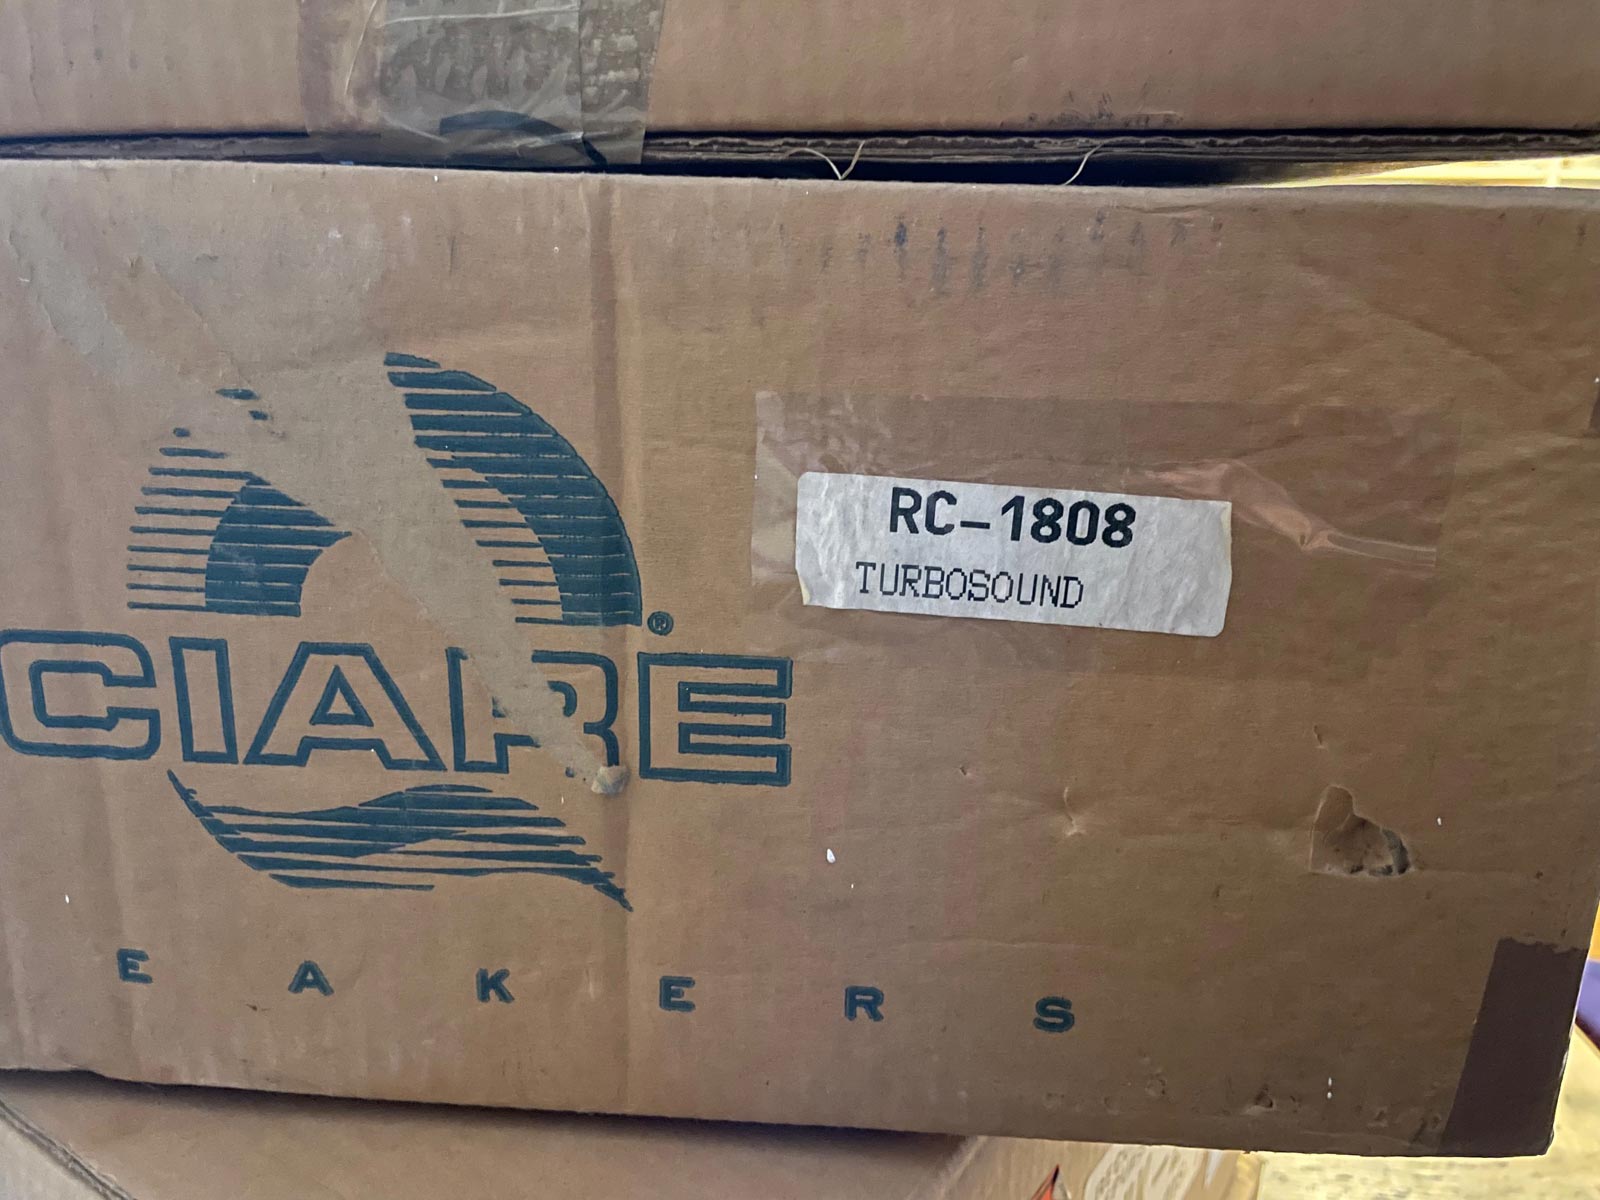 CIARE®
RC-1808
TURBOSOUND
EAKERS